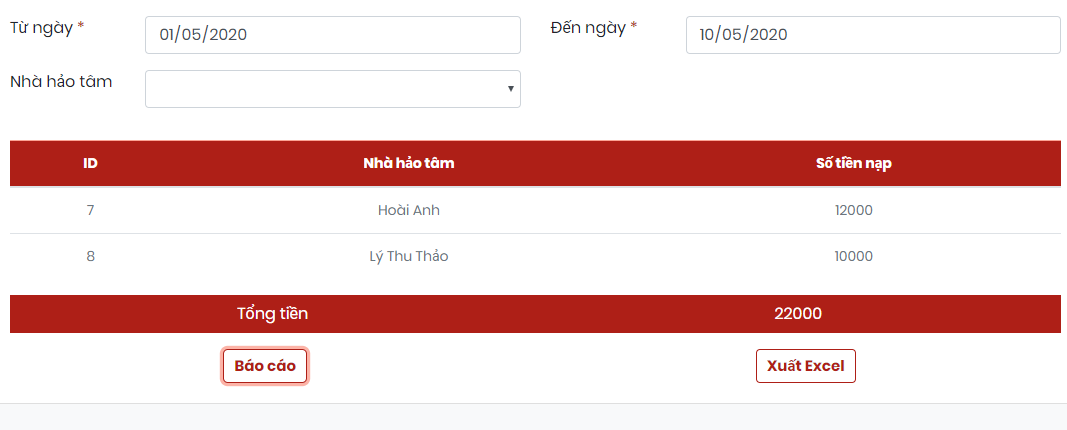 Từ ngày * 01/05/2020 Đến ngày * 10/05/2020
Nhà hảo tâm
ID Nhà hảo tâm Số tiền nạp
7 Hoài Anh 12000
8 Lý Thu Thảo 10000
Tổng tiền 22000
Báo cáo Xuất Excel